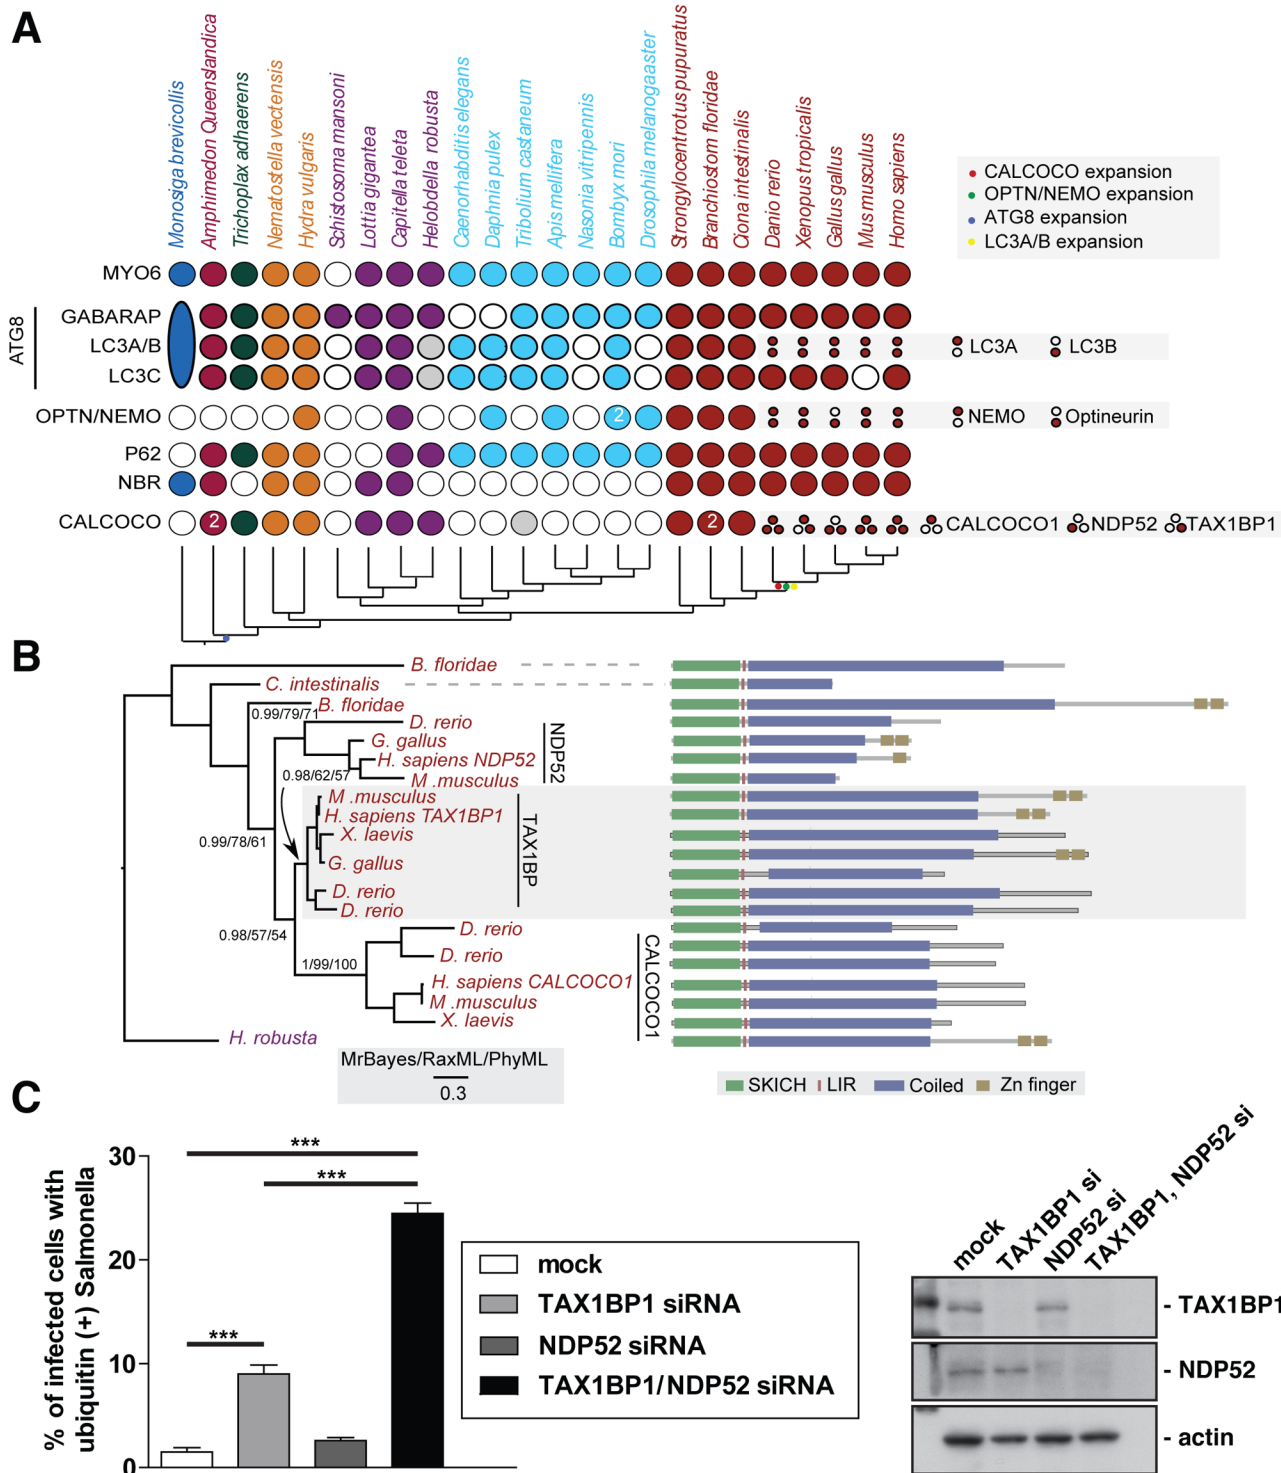 A
Monosiga brevicollis
Amphimedon Queenslandica
Trichoplax adhaerens
Nematostella vectensis
Hydra vulgaris
Schistosoma mansoni
Lottia gigantea
Capitella teleta
Helobdella robusta
Caenorhabditis elegans
Daphnia pulex
Tribolium castaneum
Apis mellifera
Nasonia vitripennis
Bombyx mori
Drosophila melanogaaster
Strongylocentrotus pupuratus
Branchiostom floridae
Ciona intestinalis
Danio rerio
Xenopus tropicalis
Gallus gallus
Mus musculus
Homo sapiens
CALCOCO expansion
OPTN/NEMO expansion
ATG8 expansion
LC3A/B expansion
MYO6
ATG8
GABARAP
LC3A/B LC3A LC3B
LC3C
OPTN/NEMO 2 NEMO Optineurin
P62
NBR
CALCOCO 2 2 CALCOCO1 NDP52 TAX1BP1
B
B. floridae
C. intestinalis
B. floridae
0.99/79/71
D. rerio
G. gallus
H. sapiens NDP52
0.98/62/57
M .musculus
NDP52
M .musculus
H. sapiens TAX1BP1
X. laevis
0.99/78/61
G. gallus
D. rerio
D. rerio
TAX1BP
D. rerio
0.98/57/54
D. rerio
1/99/100
H. sapiens CALCOCO1
M .musculus
X. laevis
CALCOCO1
H. robusta
MrBayes/RaxML/PhyML
0.3
SKICH LIR Coiled Zn finger
C
% of infected cells with
ubiquitin (+) Salmonella
30
20
10
0
***
***
***
mock
TAX1BP1 siRNA
NDP52 siRNA
TAX1BP1/NDP52 siRNA
mock
TAX1BP1 si
NDP52 si
TAX1BP1, NDP52 si
- TAX1BP1
- NDP52
- actin